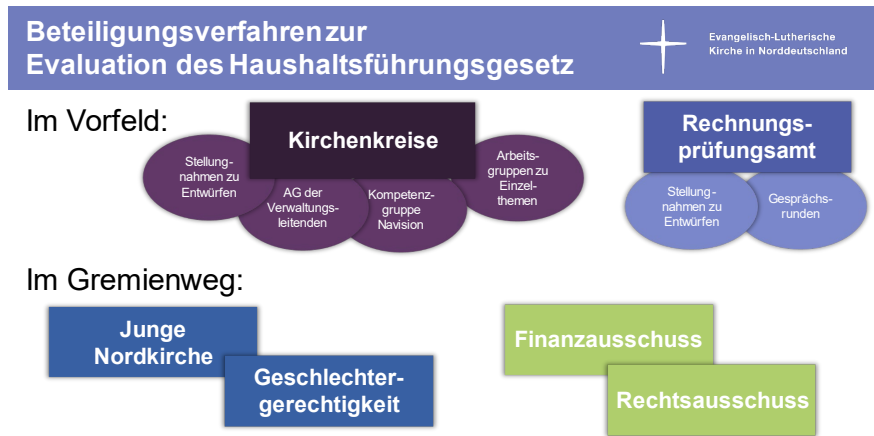 Beteiligungsverfahren zur
Evaluation des Haushaltsführungsgesetz
Evangelisch-Lutherische
Kirche in Norddeutschland
Im Vorfeld:
Kirchenkreise
Stellung-
nahmen zu
Entwürfen
AG der
Verwaltungs-
leitenden
Kompetenz-
gruppe
Navision
Arbeits-
gruppen zu
Einzel-
themen
Rechnungs-
prüfungsamt
Stellung-
nahmen zu
Entwürfen
Gesprächs-
runden
Im Gremienweg:
Junge
Nordkirche
Geschlechter-
gerechtigkeit
Finanzausschuss
Rechtsausschuss